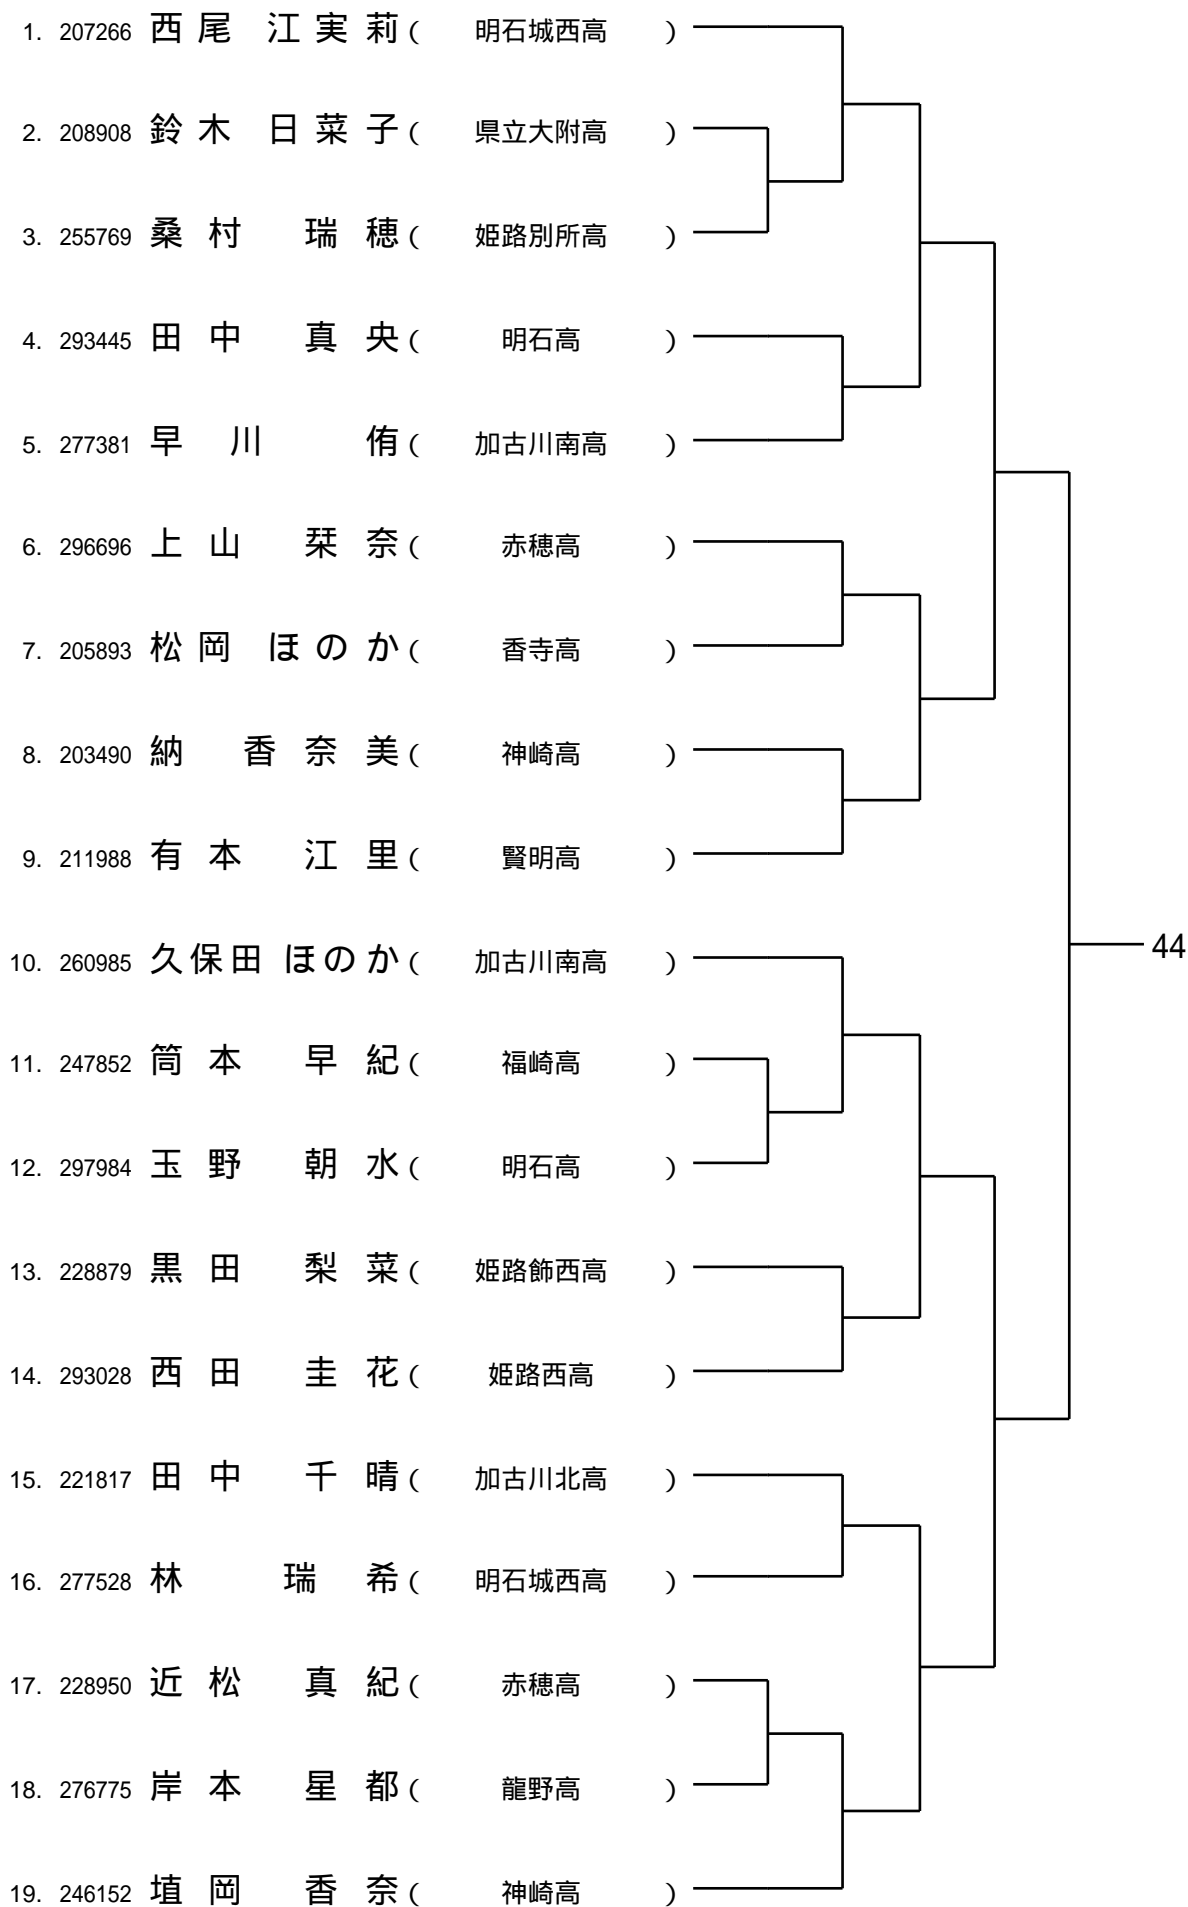 1. 207266 西尾 江実莉 ( 明石城西高 )
2. 208908 鈴木 日菜子 ( 県立大附高 )
3. 255769 桑村 瑞穂 ( 姫路別所高 )
4. 293445 田中 真央 ( 明石高 )
5. 277381 早川 侑 ( 加古川南高 )
6. 296696 上山 栞奈 ( 赤穂高 )
7. 205893 松岡 ほのか ( 香寺高 )
8. 203490 納 香奈美 ( 神崎高 )
9. 211988 有本 江里 ( 賢明高 )
44
10. 260985 久保田 ほのか ( 加古川南高 )
11. 247852 筒本 早紀 ( 福崎高 )
12. 297984 玉野 朝水 ( 明石高 )
13. 228879 黒田 梨菜 ( 姫路飾西高 )
14. 293028 西田 圭花 ( 姫路西高 )
15. 221817 田中 千晴 ( 加古川北高 )
16. 277528 林 瑞希 ( 明石城西高 )
17. 228950 近松 真紀 ( 赤穂高 )
18. 276775 岸本 星都 ( 龍野高 )
19. 246152 埴岡 香奈 ( 神崎高 )